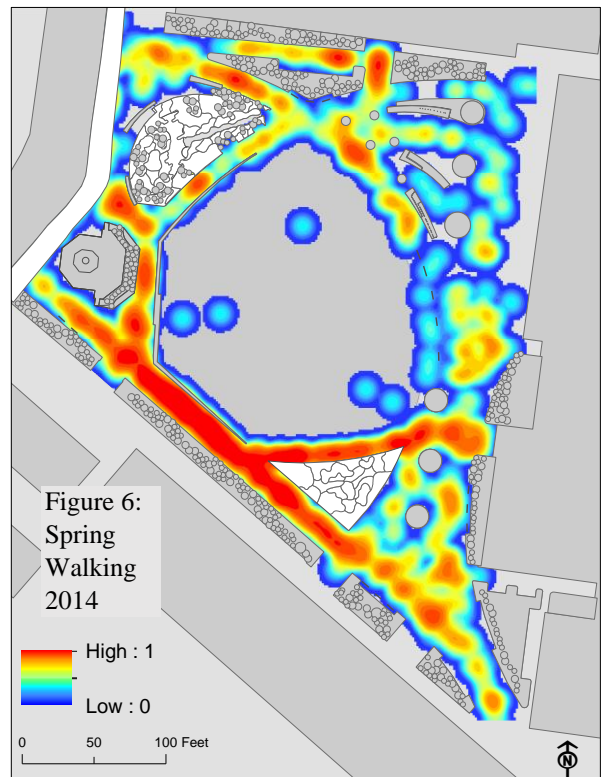 Figure 6:
Spring
Walking
2014
High : 1
Low : 0
0 50 100 Feet
N